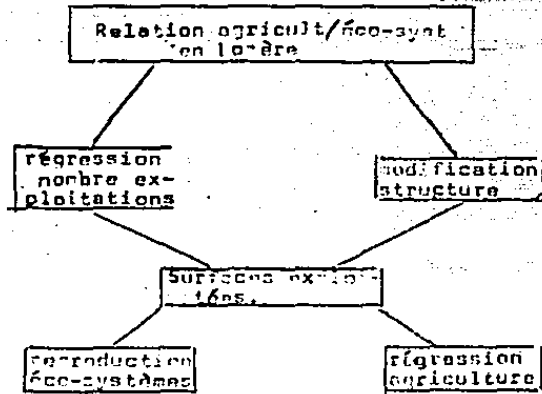 Relation agricult/éco-syst
en lozère
régression
nombre ex-
ploitations
modification
structure
Surfaces exploi-
tées.
reproduction
éco-systèmes
régression
agriculture